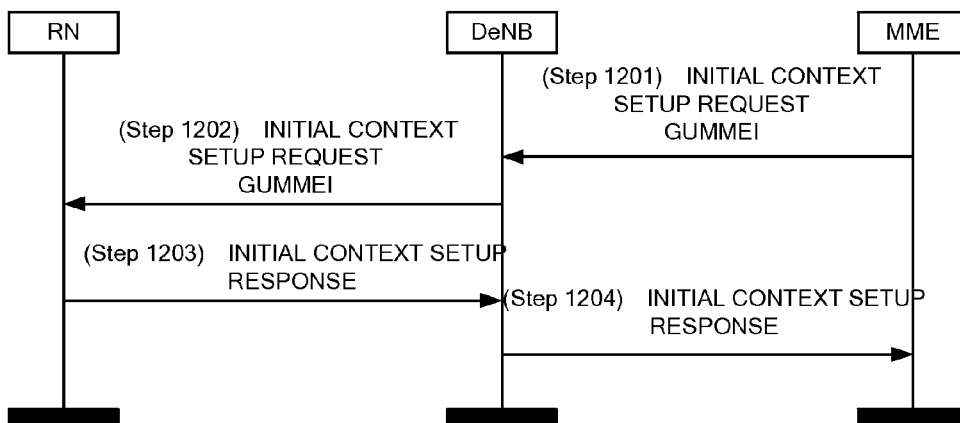 RN
DeNB
MME
(Step 1201) INITIAL CONTEXT
SETUP REQUEST
GUMMEI
(Step 1202) INITIAL CONTEXT
SETUP REQUEST
GUMMEI
(Step 1203) INITIAL CONTEXT SETUP
RESPONSE
(Step 1204) INITIAL CONTEXT SETUP
RESPONSE